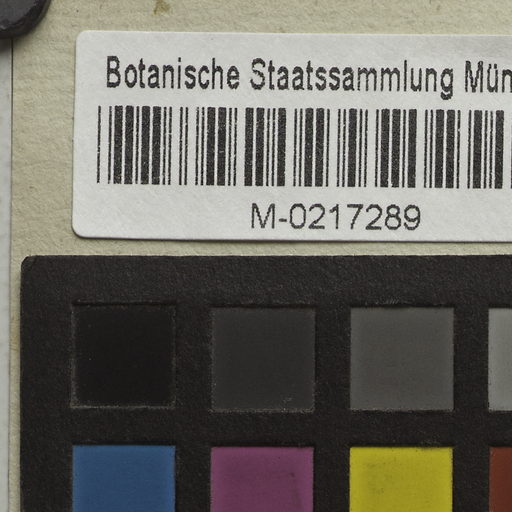 Botanische Staatssammlung Mün
M-0217289